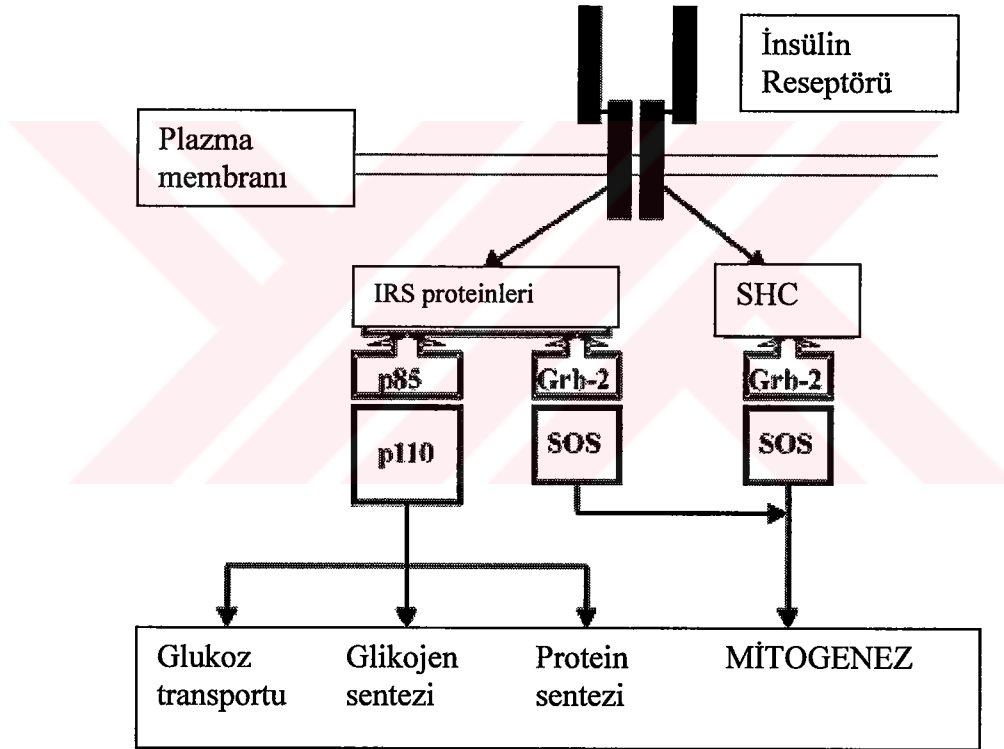 İnsülin
Reseptörü
Plazma
membranı
IRS proteinleri
SHC
p85
Grb-2
Grb-2
p110
SOS
SOS
Glukoz
transportu
Glikojen
sentezi
Protein
sentezi
MİTOGENEZ